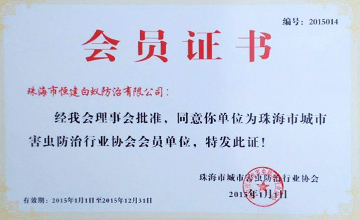 编号：2015014
会员证书
珠海市恒建白蚁防治有限公司：
经我会理事会批准，同意你单位为珠海市城市
害虫防治行业协会会员单位，特发此证！
珠海市城市害虫防治行业协会
2015年1月1日
有效期：2015年1月1日至2015年12月31日